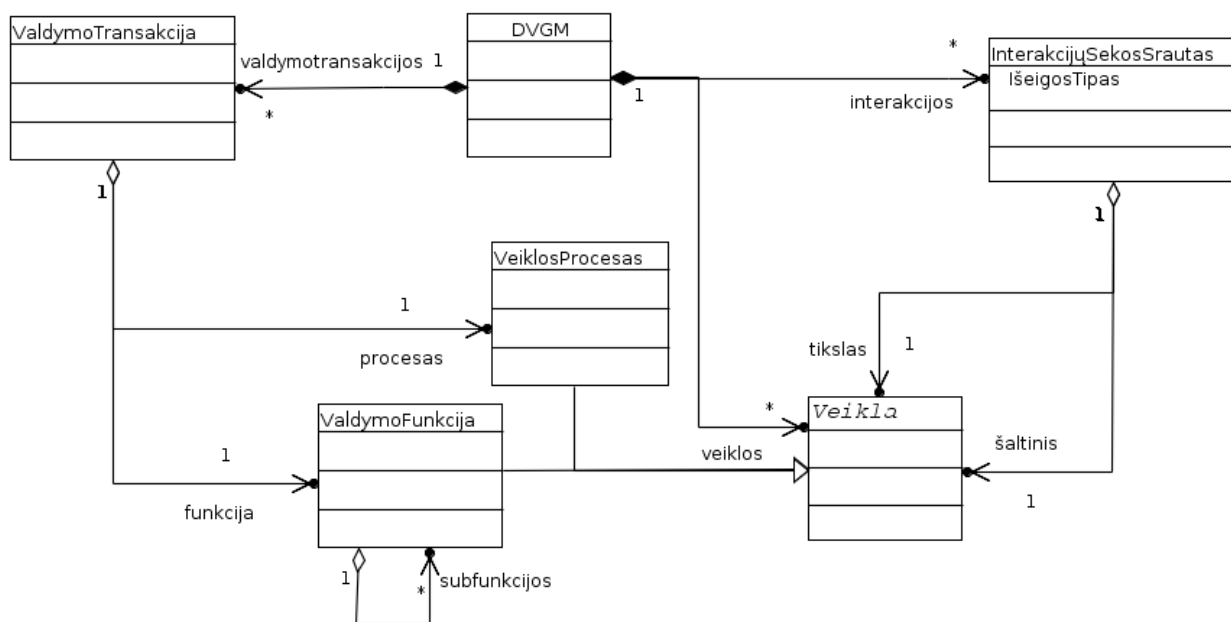 DVGM
ValdymoTransakcija
InterakcijųSekosSrautas
IšeigosTipas
valdymotransakcijos
1
*
1
*
interakcijos
1
1
VeiklosProcesas
1
procesas
tikslas
1
Veikla
*
ValdymoFunkcija
veiklos
šaltinis
1
1
funkcija
1
*
subfunkcijos